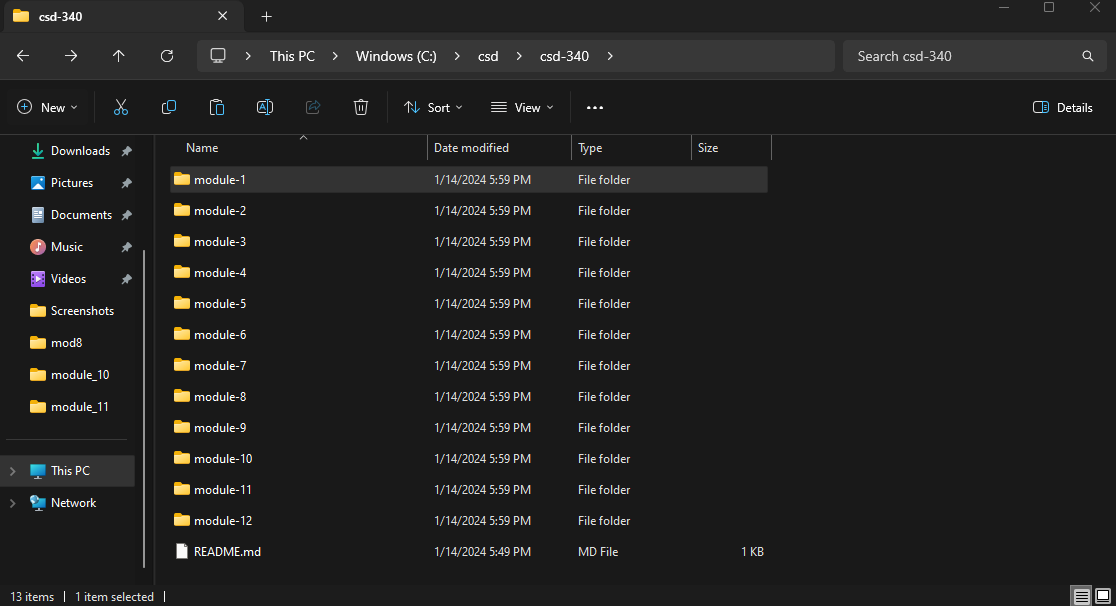 csd-340
This PC > Windows (C:) > csd > csd-340 >
Search csd-340
New
Sort
View
Details
Downloads
Pictures
Documents
Music
Videos
Screenshots
mod8
module_10
module_11
This PC
Network
Name Date modified Type Size
module-1 1/14/2024 5:59 PM File folder
module-2 1/14/2024 5:59 PM File folder
module-3 1/14/2024 5:59 PM File folder
module-4 1/14/2024 5:59 PM File folder
module-5 1/14/2024 5:59 PM File folder
module-6 1/14/2024 5:59 PM File folder
module-7 1/14/2024 5:59 PM File folder
module-8 1/14/2024 5:59 PM File folder
module-9 1/14/2024 5:59 PM File folder
module-10 1/14/2024 5:59 PM File folder
module-11 1/14/2024 5:59 PM File folder
module-12 1/14/2024 5:59 PM File folder
README.md 1/14/2024 5:49 PM MD File 1 KB
13 items | 1 item selected |